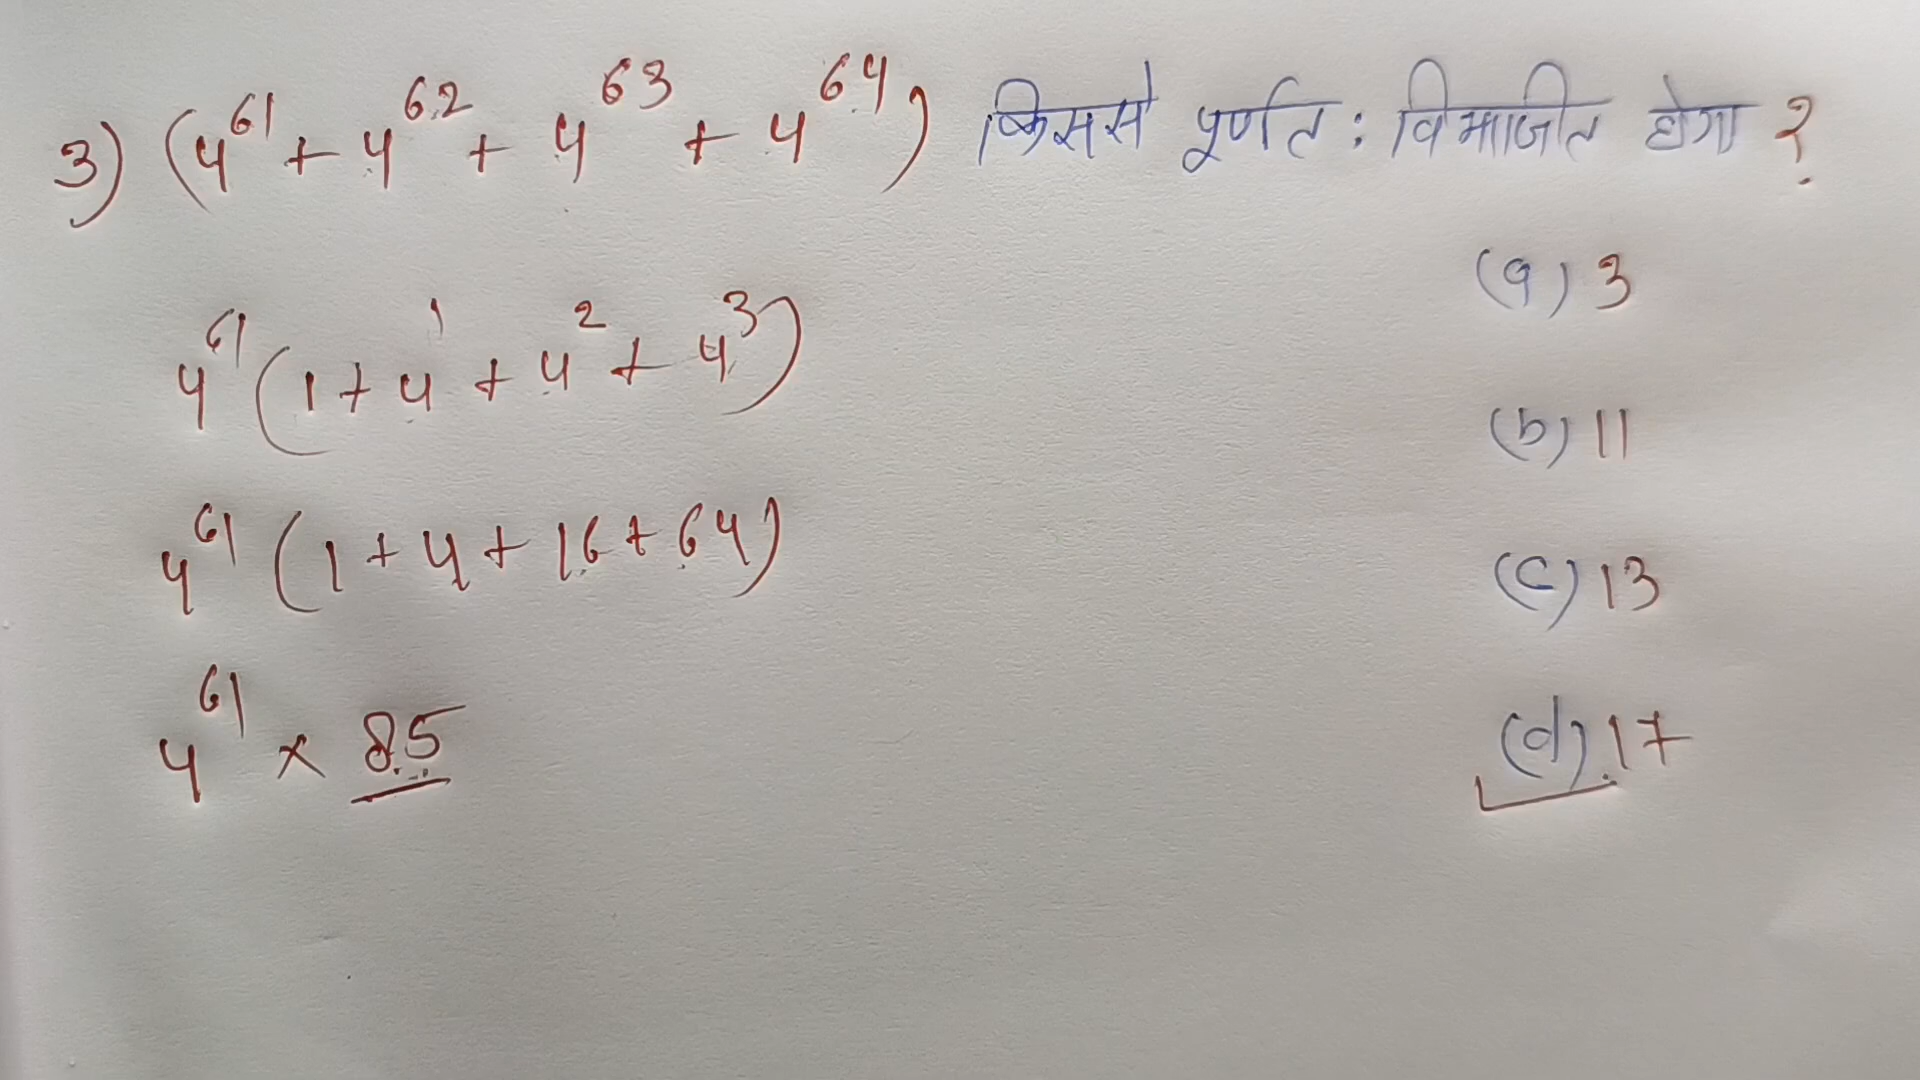 3) (4^61 + 4^62 + 4^63 + 4^64) किससे पूर्णत: विभाजीत होगा ?
(a) 3
4^61 (1 + 4^1 + 4^2 + 4^3)
(b) 11
4^61 (1 + 4 + 16 + 64)
(c) 13
4^61 × 85
(d) 17